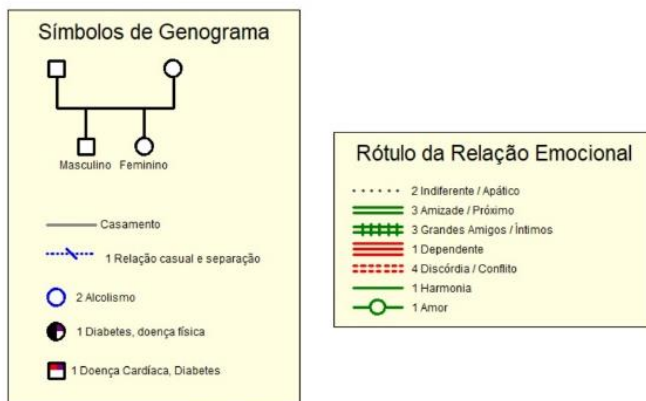 Símbolos de Genograma
Masculino Feminino
Casamento
1 Relação casual e separação
2 Alcolismo
1 Diabetes, doença física
1 Doença Cardíaca, Diabetes
Rótulo da Relação Emocional
2 Indiferente / Apático
3 Amizade / Próximo
3 Grandes Amigos / Íntimos
1 Dependente
4 Discórdia / Conflito
1 Harmonia
1 Amor